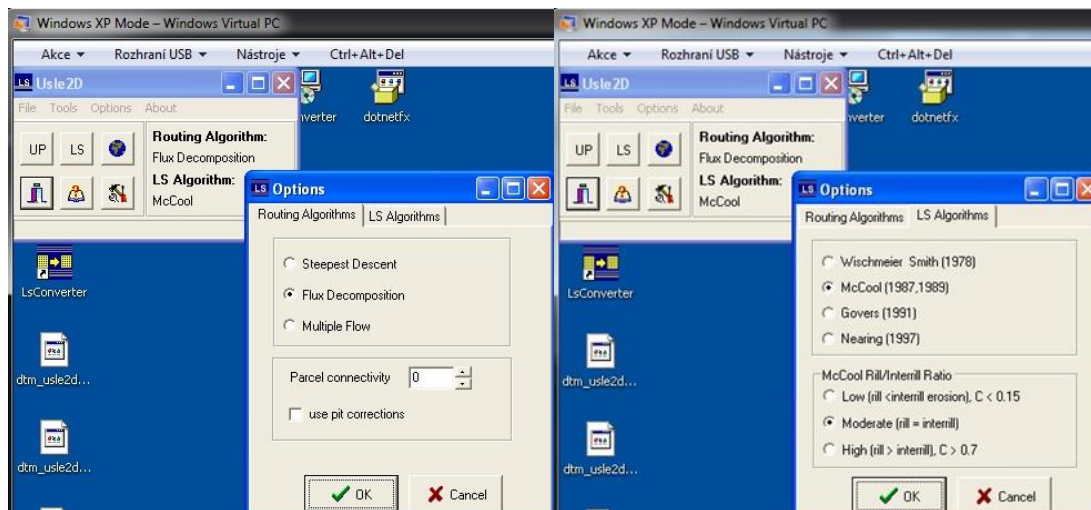 Windows XP Mode – Windows Virtual PC
Akce Rozhraní USB Nástroje Ctrl+Alt+Del
LS Usle2D
File Tools Options About
UP LS
Routing Algorithm:
Flux Decomposition
LS Algorithm:
McCool
nverter
dotnetfx
LS Options
Routing Algorithms LS Algorithms
Steepest Descent
Flux Decomposition
Multiple Flow
Parcel connectivity 0
use pit corrections
OK Cancel
LsConverter
dtm_usle2d...
dtm_usle2d...
Windows XP Mode – Windows Virtual PC
Akce Rozhraní USB Nástroje Ctrl+Alt+Del
LS Usle2D
File Tools Options About
UP LS
Routing Algorithm:
Flux Decomposition
LS Algorithm:
McCool
nverter
dotnetfx
LS Options
Routing Algorithms LS Algorithms
Wischmeier Smith (1978)
McCool (1987,1989)
Govers (1991)
Nearing (1997)
McCool Rill/Interrill Ratio
Low (rill <interrill erosion), C < 0.15
Moderate (rill = interrill)
High (rill > interrill), C > 0.7
OK Cancel
LsConverter
dtm_usle2d...
dtm_usle2d...